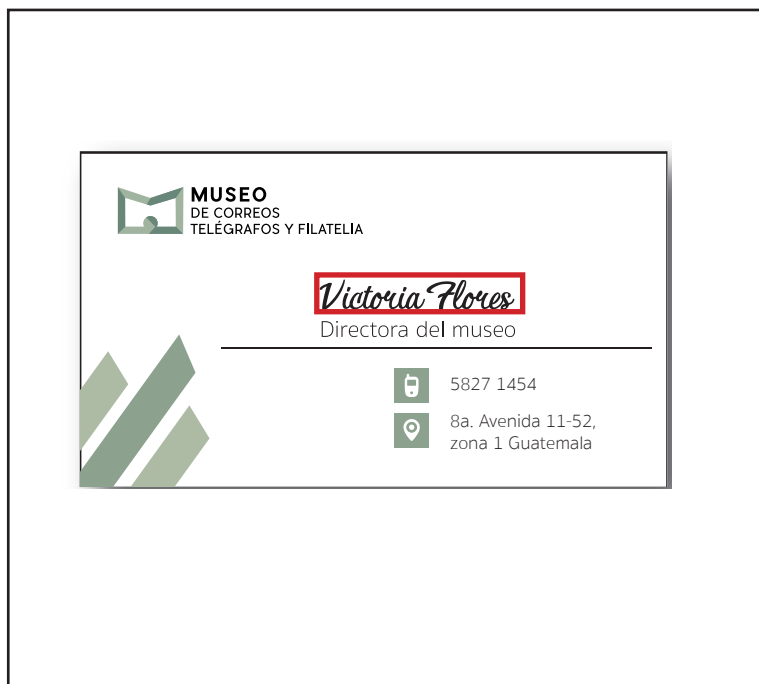 MUSEO
DE CORREOS
TELÉGRAFOS Y FILATELIA
Victoria Flores
Directora del museo
5827 1454
8a. Avenida 11-52,
zona 1 Guatemala